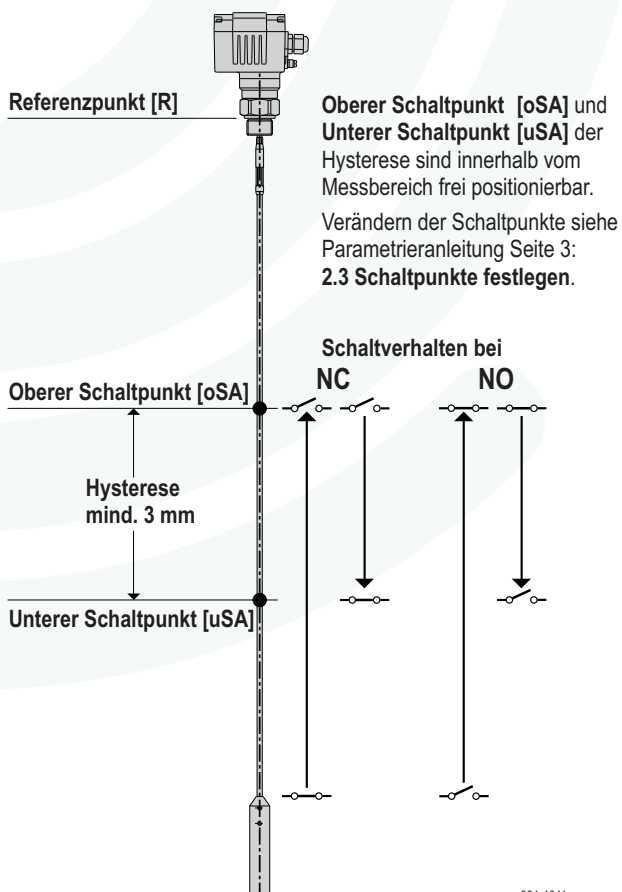 Referenzpunkt [R]
Oberer Schaltpunkt [oSA] und
Unterer Schaltpunkt [uSA] der
Hysterese sind innerhalb vom
Messbereich frei positionierbar.
Verändern der Schaltpunkte siehe
Parametrieranleitung Seite 3:
2.3 Schaltpunkte festlegen.
Schaltverhalten bei
NC NO
Oberer Schaltpunkt [oSA]
Hysterese
mind. 3 mm
Unterer Schaltpunkt [uSA]